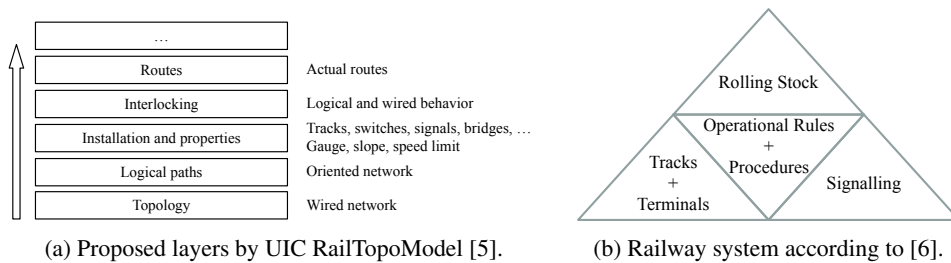 …
Routes
Actual routes
Interlocking
Logical and wired behavior
Installation and properties
Tracks, switches, signals, bridges, …
Gauge, slope, speed limit
Logical paths
Oriented network
Topology
Wired network
(a) Proposed layers by UIC RailTopoModel [5].
Rolling Stock
Operational Rules
+
Procedures
Tracks
+
Terminals
Signalling
(b) Railway system according to [6].